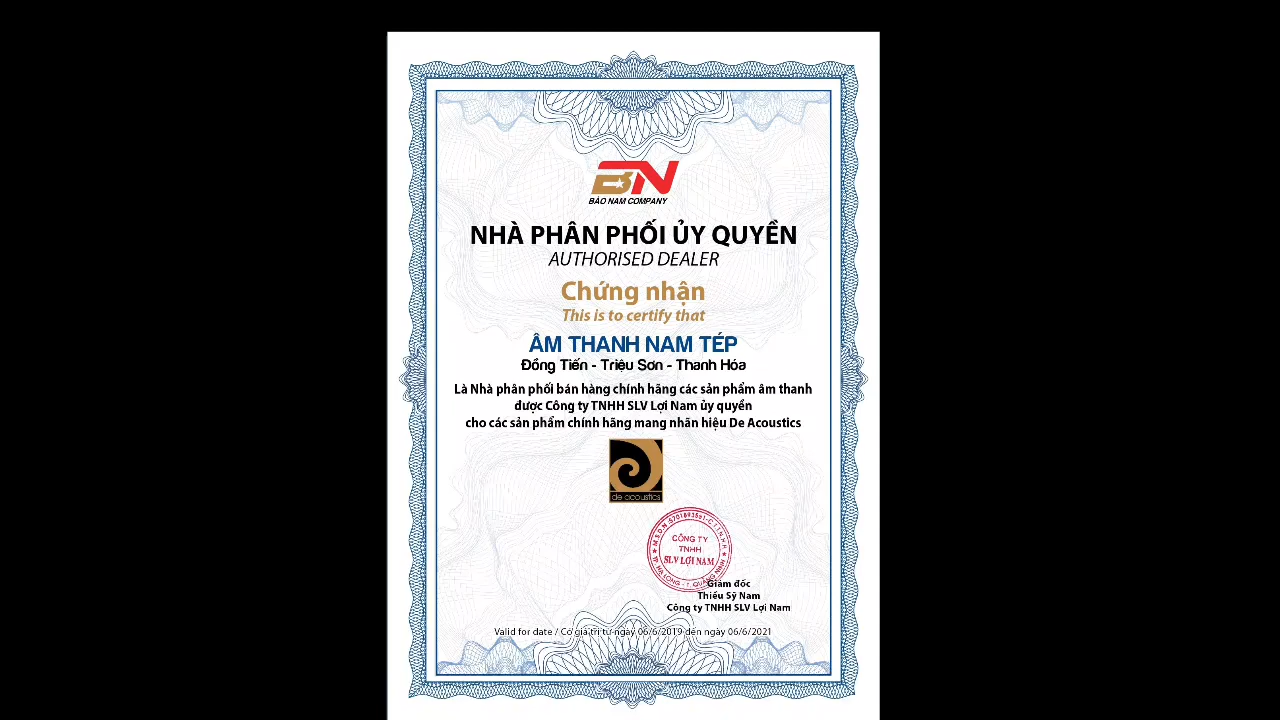 BN
BẢO NAM COMPANY
NHÀ PHÂN PHỐI ỦY QUYỀN
AUTHORISED DEALER
Chứng nhận
This is to certify that
ÂM THANH NAM TÉP
Đồng Tiến - Triệu Sơn - Thanh Hóa
Là Nhà phân phối bán hàng chính hãng các sản phẩm âm thanh
được Công ty TNHH SLV Lợi Nam ủy quyền
cho các sản phẩm chính hãng mang nhãn hiệu De Acoustics
de acoustics
CÔNG TY
TNHH
SLV LỢI NAM
Giám đốc
Thiều Sỹ Nam
Công ty TNHH SLV Lợi Nam
Valid for date / Có giá trị từ ngày 06/6/2019 đến ngày 06/6/2021